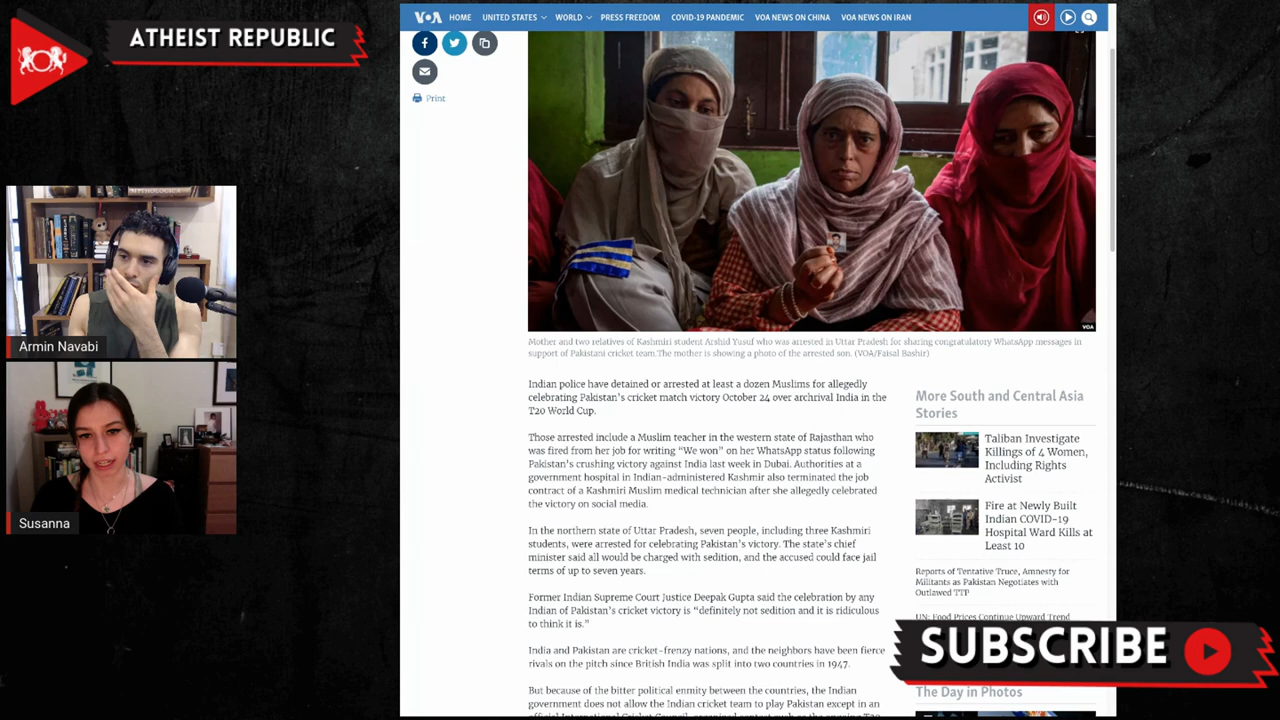 ATHEIST REPUBLIC
VOA HOME UNITED STATES WORLD PRESS FREEDOM COVID-19 PANDEMIC VOA NEWS ON CHINA VOA NEWS ON IRAN
Print
VOA
Mother and two relatives of Kashmiri student Arshid Yusuf who was arrested in Uttar Pradesh for sharing congratulatory WhatsApp messages in
support of Pakistani cricket team.The mother is showing a photo of the arrested son. (VOA/Faisal Bashir)
Indian police have detained or arrested at least a dozen Muslims for allegedly
celebrating Pakistan's cricket match victory October 24 over archrival India in the
T20 World Cup.
Those arrested include a Muslim teacher in the western state of Rajasthan who
was fired from her job for writing “We won” on her WhatsApp status following
Pakistan's crushing victory against India last week in Dubai. Authorities at a
government hospital in Indian-administered Kashmir also terminated the job
contract of a Kashmiri Muslim medical technician after she allegedly celebrated
the victory on social media.
In the northern state of Uttar Pradesh, seven people, including three Kashmiri
students, were arrested for celebrating Pakistan's victory. The state's chief
minister said all would be charged with sedition, and the accused could face jail
terms of up to seven years.
Former Indian Supreme Court Justice Deepak Gupta said the celebration by any
Indian of Pakistan's cricket victory is “definitely not sedition and it is ridiculous
to think it is.”
India and Pakistan are cricket-frenzy nations, and the neighbors have been fierce
rivals on the pitch since British India was split into two countries in 1947.
But because of the bitter political enmity between the countries, the Indian
government does not allow the Indian cricket team to play Pakistan except in an
More South and Central Asia
Stories
Taliban Investigate
Killings of 4 Women,
Including Rights
Activist
Fire at Newly Built
Indian COVID-19
Hospital Ward Kills at
Least 10
Reports of Tentative Truce, Amnesty for
Militants as Pakistan Negotiates with
Outlawed TTP
UN: Food Prices Continue Upward Trend
The Day in Photos
MYTHOLOGICA
Armin Navabi
Susanna
SUBSCRIBE